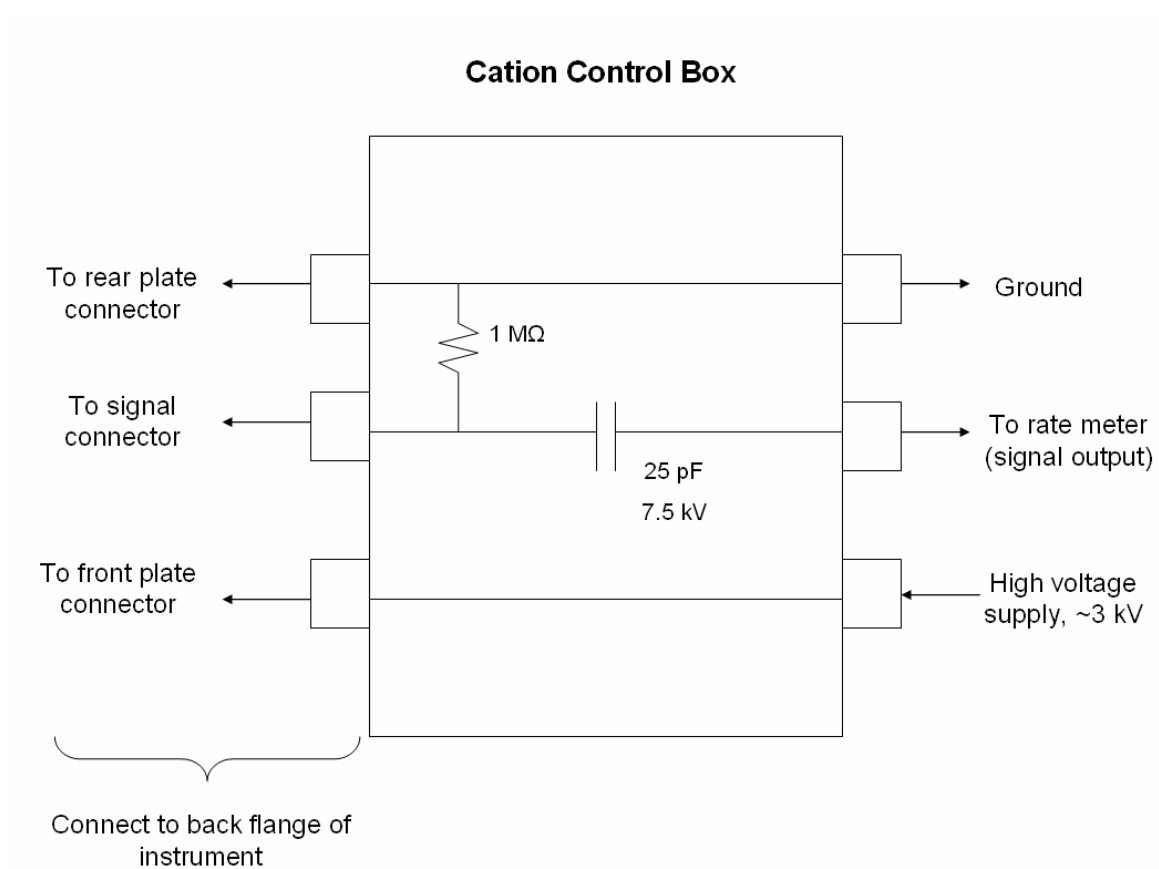 Cation Control Box
To rear plate
connector
Ground
1 MΩ
To signal
connector
To rate meter
(signal output)
25 pF
7.5 kV
To front plate
connector
High voltage
supply, ~3 kV
Connect to back flange of
instrument